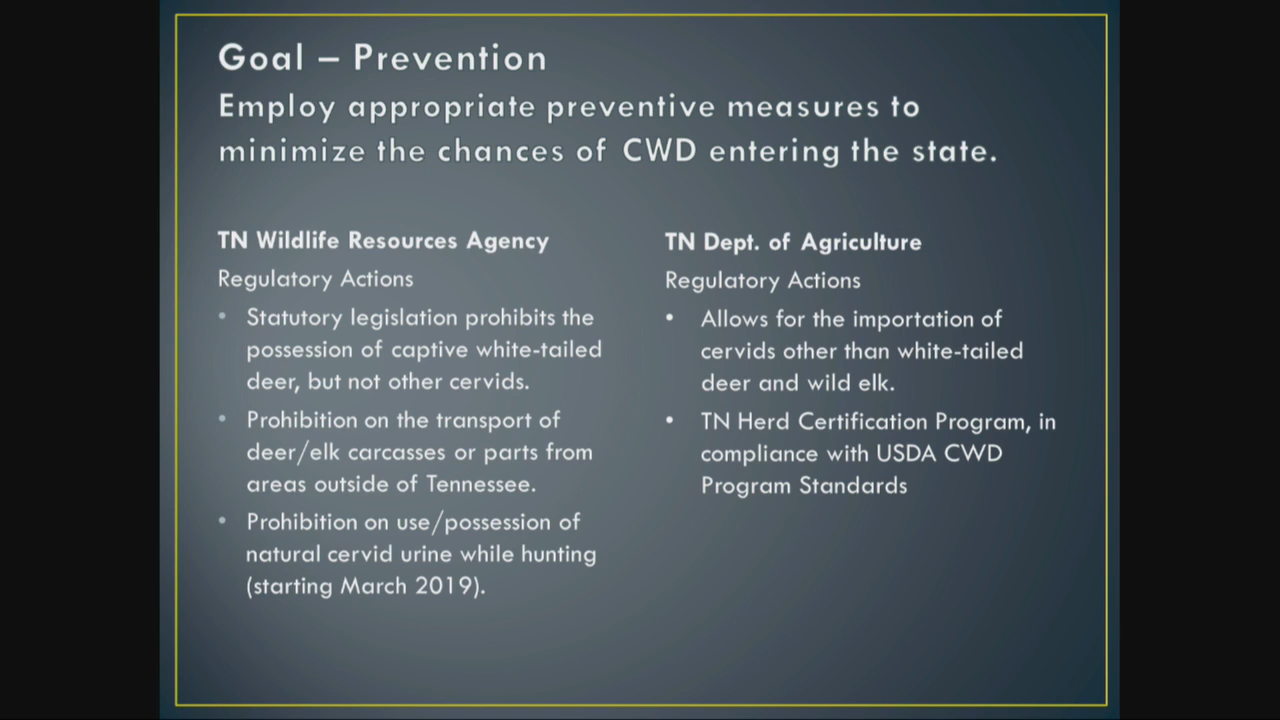 Goal – Prevention
Employ appropriate preventive measures to
minimize the chances of CWD entering the state.
TN Wildlife Resources Agency
Regulatory Actions
• Statutory legislation prohibits the
possession of captive white-tailed
deer, but not other cervids.
• Prohibition on the transport of
deer/elk carcasses or parts from
areas outside of Tennessee.
• Prohibition on use/possession of
natural cervid urine while hunting
(starting March 2019).
TN Dept. of Agriculture
Regulatory Actions
• Allows for the importation of
cervids other than white-tailed
deer and wild elk.
• TN Herd Certification Program, in
compliance with USDA CWD
Program Standards